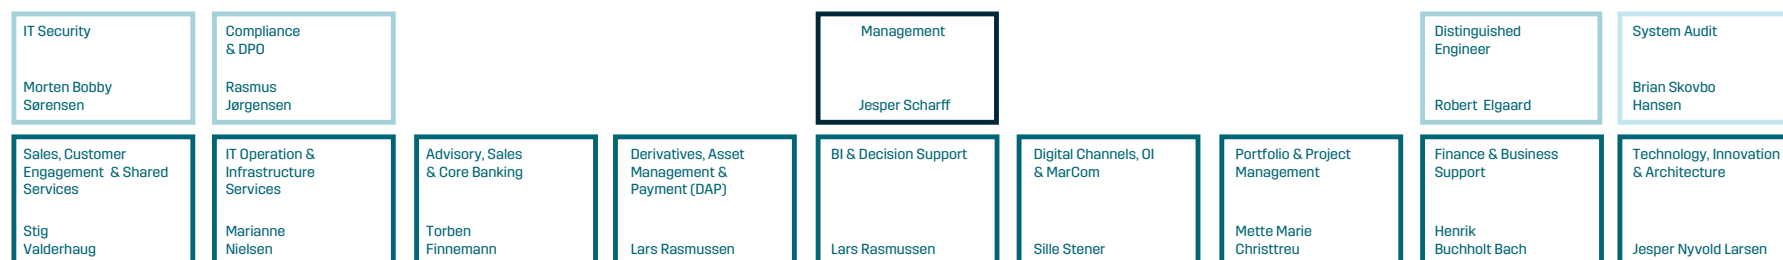 IT Security
Morten Bobby
Sørensen
Compliance
& DPO
Rasmus
Jørgensen
Management
Jesper Scharff
Distinguished
Engineer
Robert Elgaard
System Audit
Brian Skovbo
Hansen
Sales, Customer
Engagement & Shared
Services
Stig
Valderhaug
IT Operation &
Infrastructure
Services
Marianne
Nielsen
Advisory, Sales
& Core Banking
Torben
Finnemann
Derivatives, Asset
Management &
Payment (DAP)
Lars Rasmussen
BI & Decision Support
Lars Rasmussen
Digital Channels, OI
& MarCom
Sille Stener
Portfolio & Project
Management
Mette Marie
Christtreu
Finance & Business
Support
Henrik
Buchholt Bach
Technology, Innovation
& Architecture
Jesper Nyvold Larsen